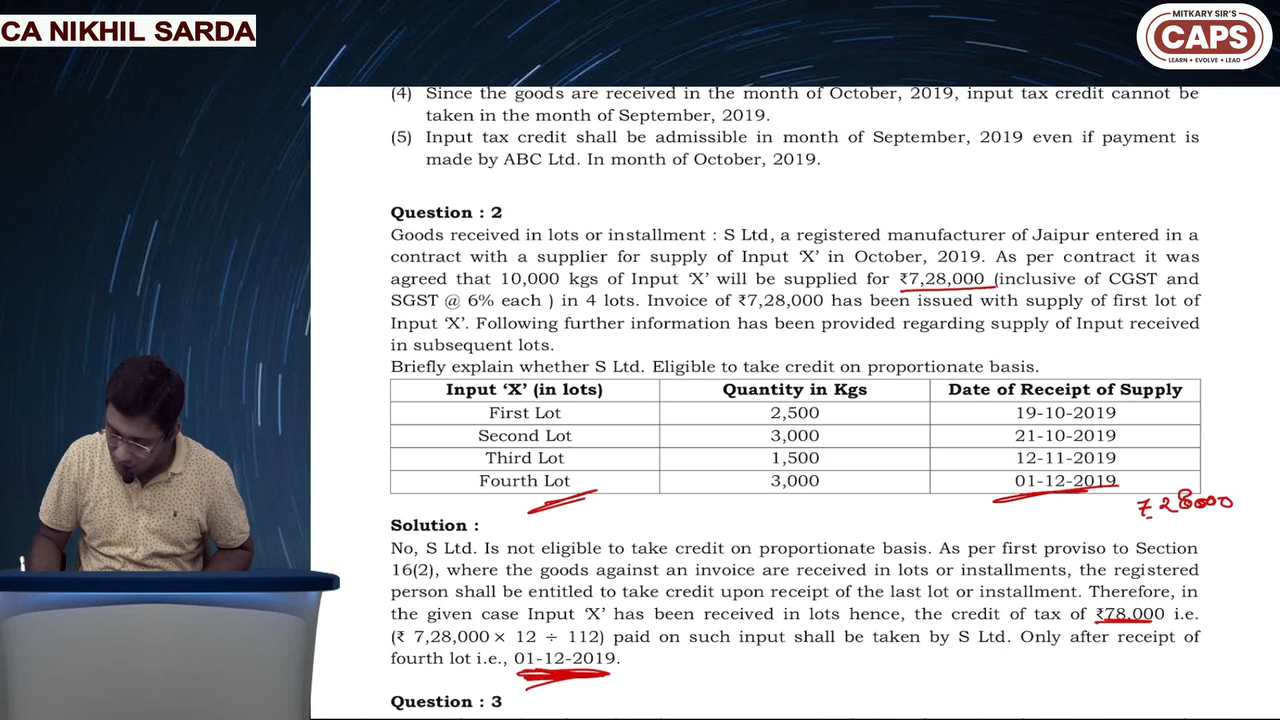 CA NIKHIL SARDA
MITKARY SIR'S
CAPS
LEARN • EVOLVE • LEAD
(4) Since the goods are received in the month of October, 2019, input tax credit cannot be
taken in the month of September, 2019.
(5) Input tax credit shall be admissible in month of September, 2019 even if payment is
made by ABC Ltd. In month of October, 2019.
Question : 2
Goods received in lots or installment : S Ltd, a registered manufacturer of Jaipur entered in a
contract with a supplier for supply of Input ‘X’ in October, 2019. As per contract it was
agreed that 10,000 kgs of Input ‘X’ will be supplied for ₹7,28,000 (inclusive of CGST and
SGST @ 6% each ) in 4 lots. Invoice of ₹7,28,000 has been issued with supply of first lot of
Input ‘X’. Following further information has been provided regarding supply of Input received
in subsequent lots.
Briefly explain whether S Ltd. Eligible to take credit on proportionate basis.
Input ‘X’ (in lots) Quantity in Kgs Date of Receipt of Supply
First Lot 2,500 19-10-2019
Second Lot 3,000 21-10-2019
Third Lot 1,500 12-11-2019
Fourth Lot 3,000 01-12-2019
728000
Solution :
No, S Ltd. Is not eligible to take credit on proportionate basis. As per first proviso to Section
16(2), where the goods against an invoice are received in lots or installments, the registered
person shall be entitled to take credit upon receipt of the last lot or installment. Therefore, in
the given case Input ‘X’ has been received in lots hence, the credit of tax of ₹78,000 i.e.
(₹ 7,28,000 × 12 ÷ 112) paid on such input shall be taken by S Ltd. Only after receipt of
fourth lot i.e., 01-12-2019.
Question : 3